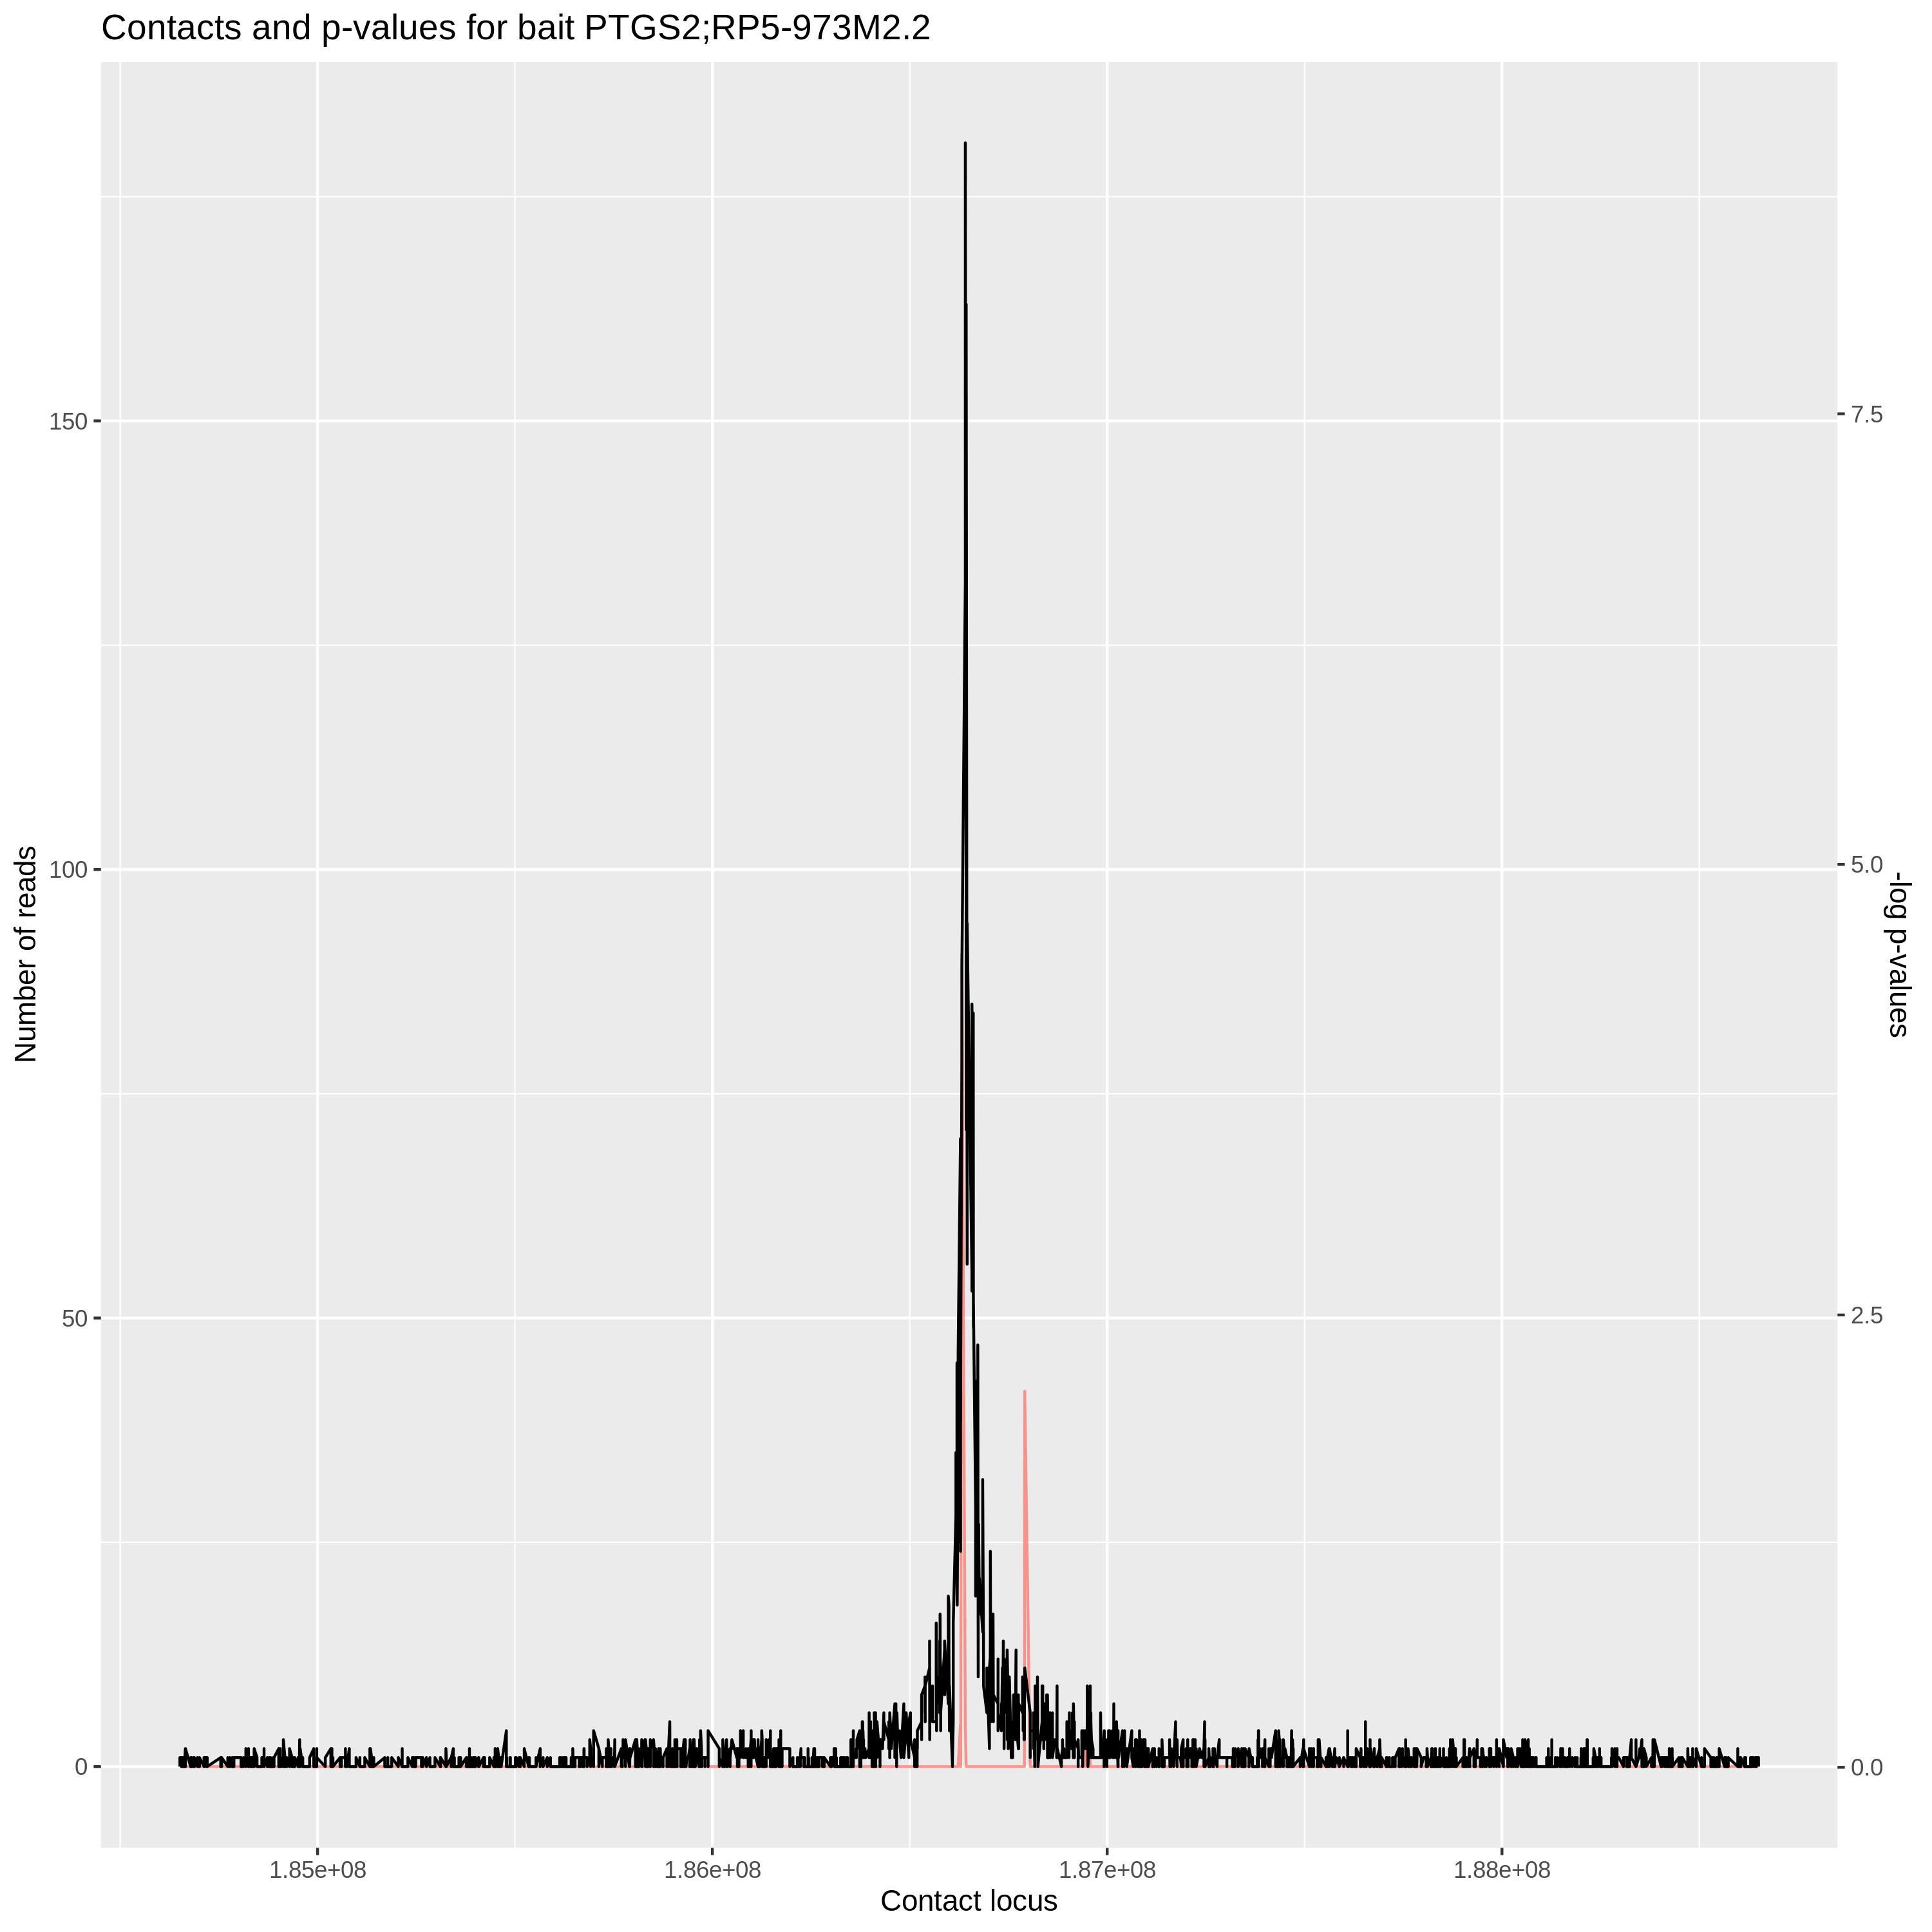 Contacts and p-values for bait PTGS2;RP5-973M2.2
Number of reads
150
100
50
0
7.5
5.0
2.5
0.0
-log p-values
1.85e+08
1.86e+08
1.87e+08
1.88e+08
Contact locus